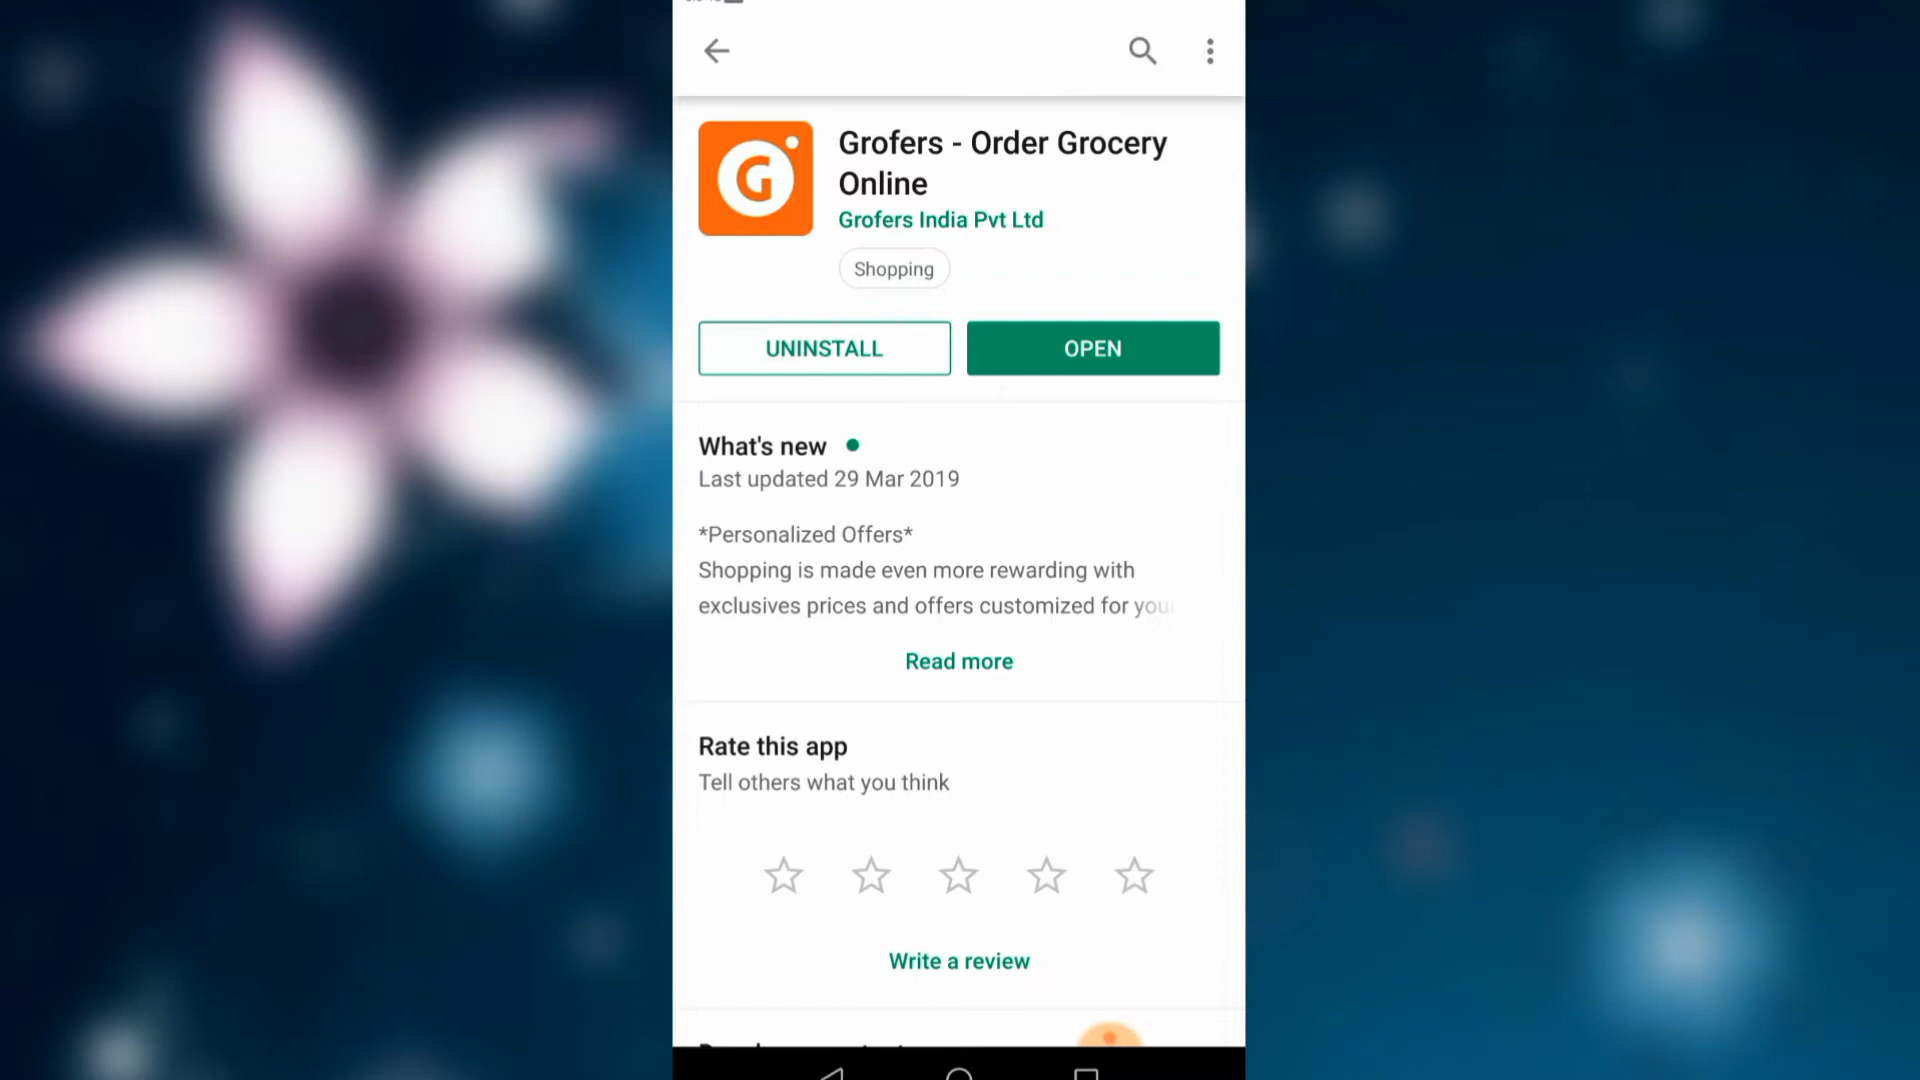 G
Grofers - Order Grocery
Online
Grofers India Pvt Ltd
Shopping
UNINSTALL
OPEN
What's new
Last updated 29 Mar 2019
*Personalized Offers*
Shopping is made even more rewarding with
exclusives prices and offers customized for you
Read more
Rate this app
Tell others what you think
Write a review